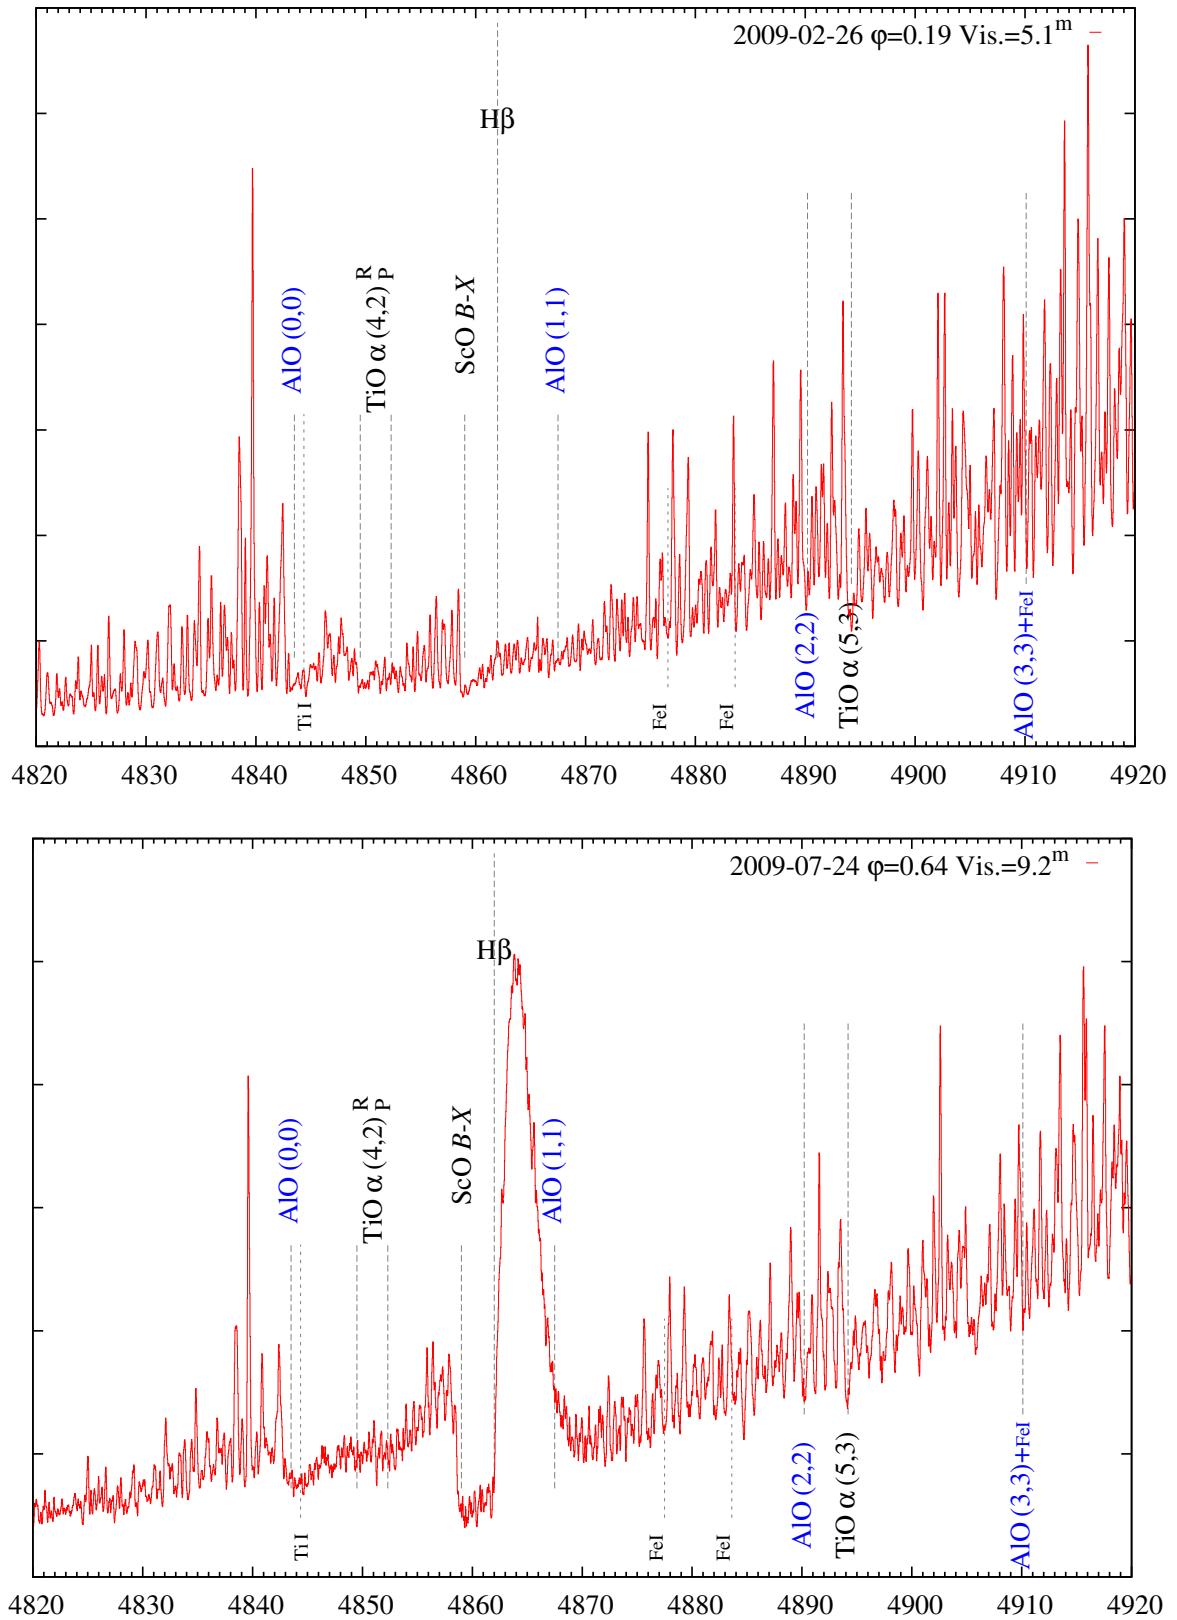 2009-02-26 φ=0.19 Vis.=5.1m
Hβ
AlO (0,0)
TiO α (4,2) R P
ScO B-X
AlO (1,1)
Ti I
FeI
FeI
AlO (2,2)
TiO α (5,3)
AlO (3,3)+FeI
4820 4830 4840 4850 4860 4870 4880 4890 4900 4910 4920
2009-07-24 φ=0.64 Vis.=9.2m
Hβ
AlO (0,0)
TiO α (4,2) R P
ScO B-X
AlO (1,1)
Ti I
FeI
FeI
AlO (2,2)
TiO α (5,3)
AlO (3,3)+FeI
4820 4830 4840 4850 4860 4870 4880 4890 4900 4910 4920